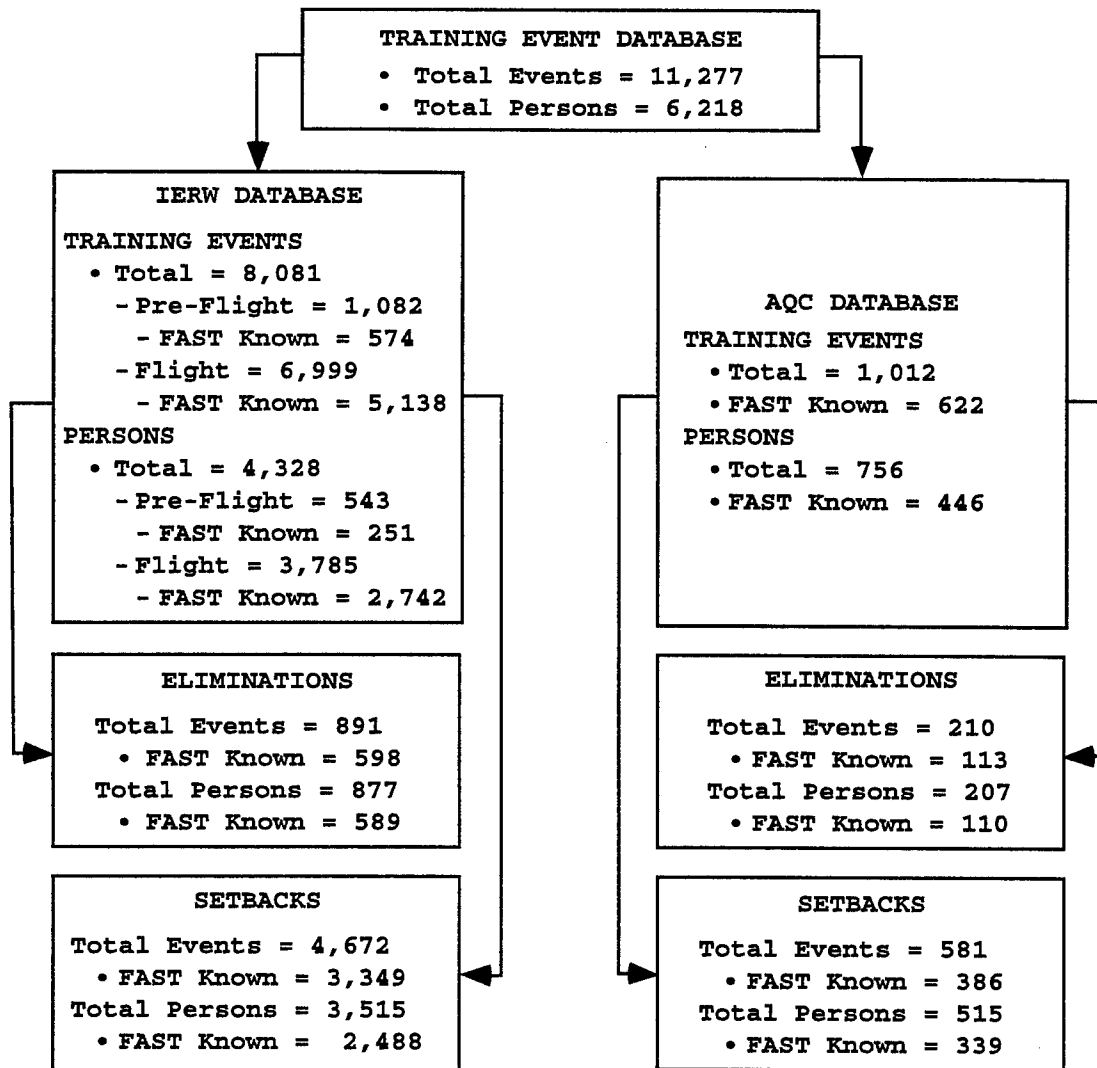 TRAINING EVENT DATABASE
• Total Events = 11,277
• Total Persons = 6,218
IERW DATABASE
TRAINING EVENTS
• Total = 8,081
- Pre-Flight = 1,082
- FAST Known = 574
- Flight = 6,999
- FAST Known = 5,138
PERSONS
• Total = 4,328
- Pre-Flight = 543
- FAST Known = 251
- Flight = 3,785
- FAST Known = 2,742
AQC DATABASE
TRAINING EVENTS
• Total = 1,012
• FAST Known = 622
PERSONS
• Total = 756
• FAST Known = 446
ELIMINATIONS
Total Events = 891
• FAST Known = 598
Total Persons = 877
• FAST Known = 589
ELIMINATIONS
Total Events = 210
• FAST Known = 113
Total Persons = 207
• FAST Known = 110
SETBACKS
Total Events = 4,672
• FAST Known = 3,349
Total Persons = 3,515
• FAST Known = 2,488
SETBACKS
Total Events = 581
• FAST Known = 386
Total Persons = 515
• FAST Known = 339